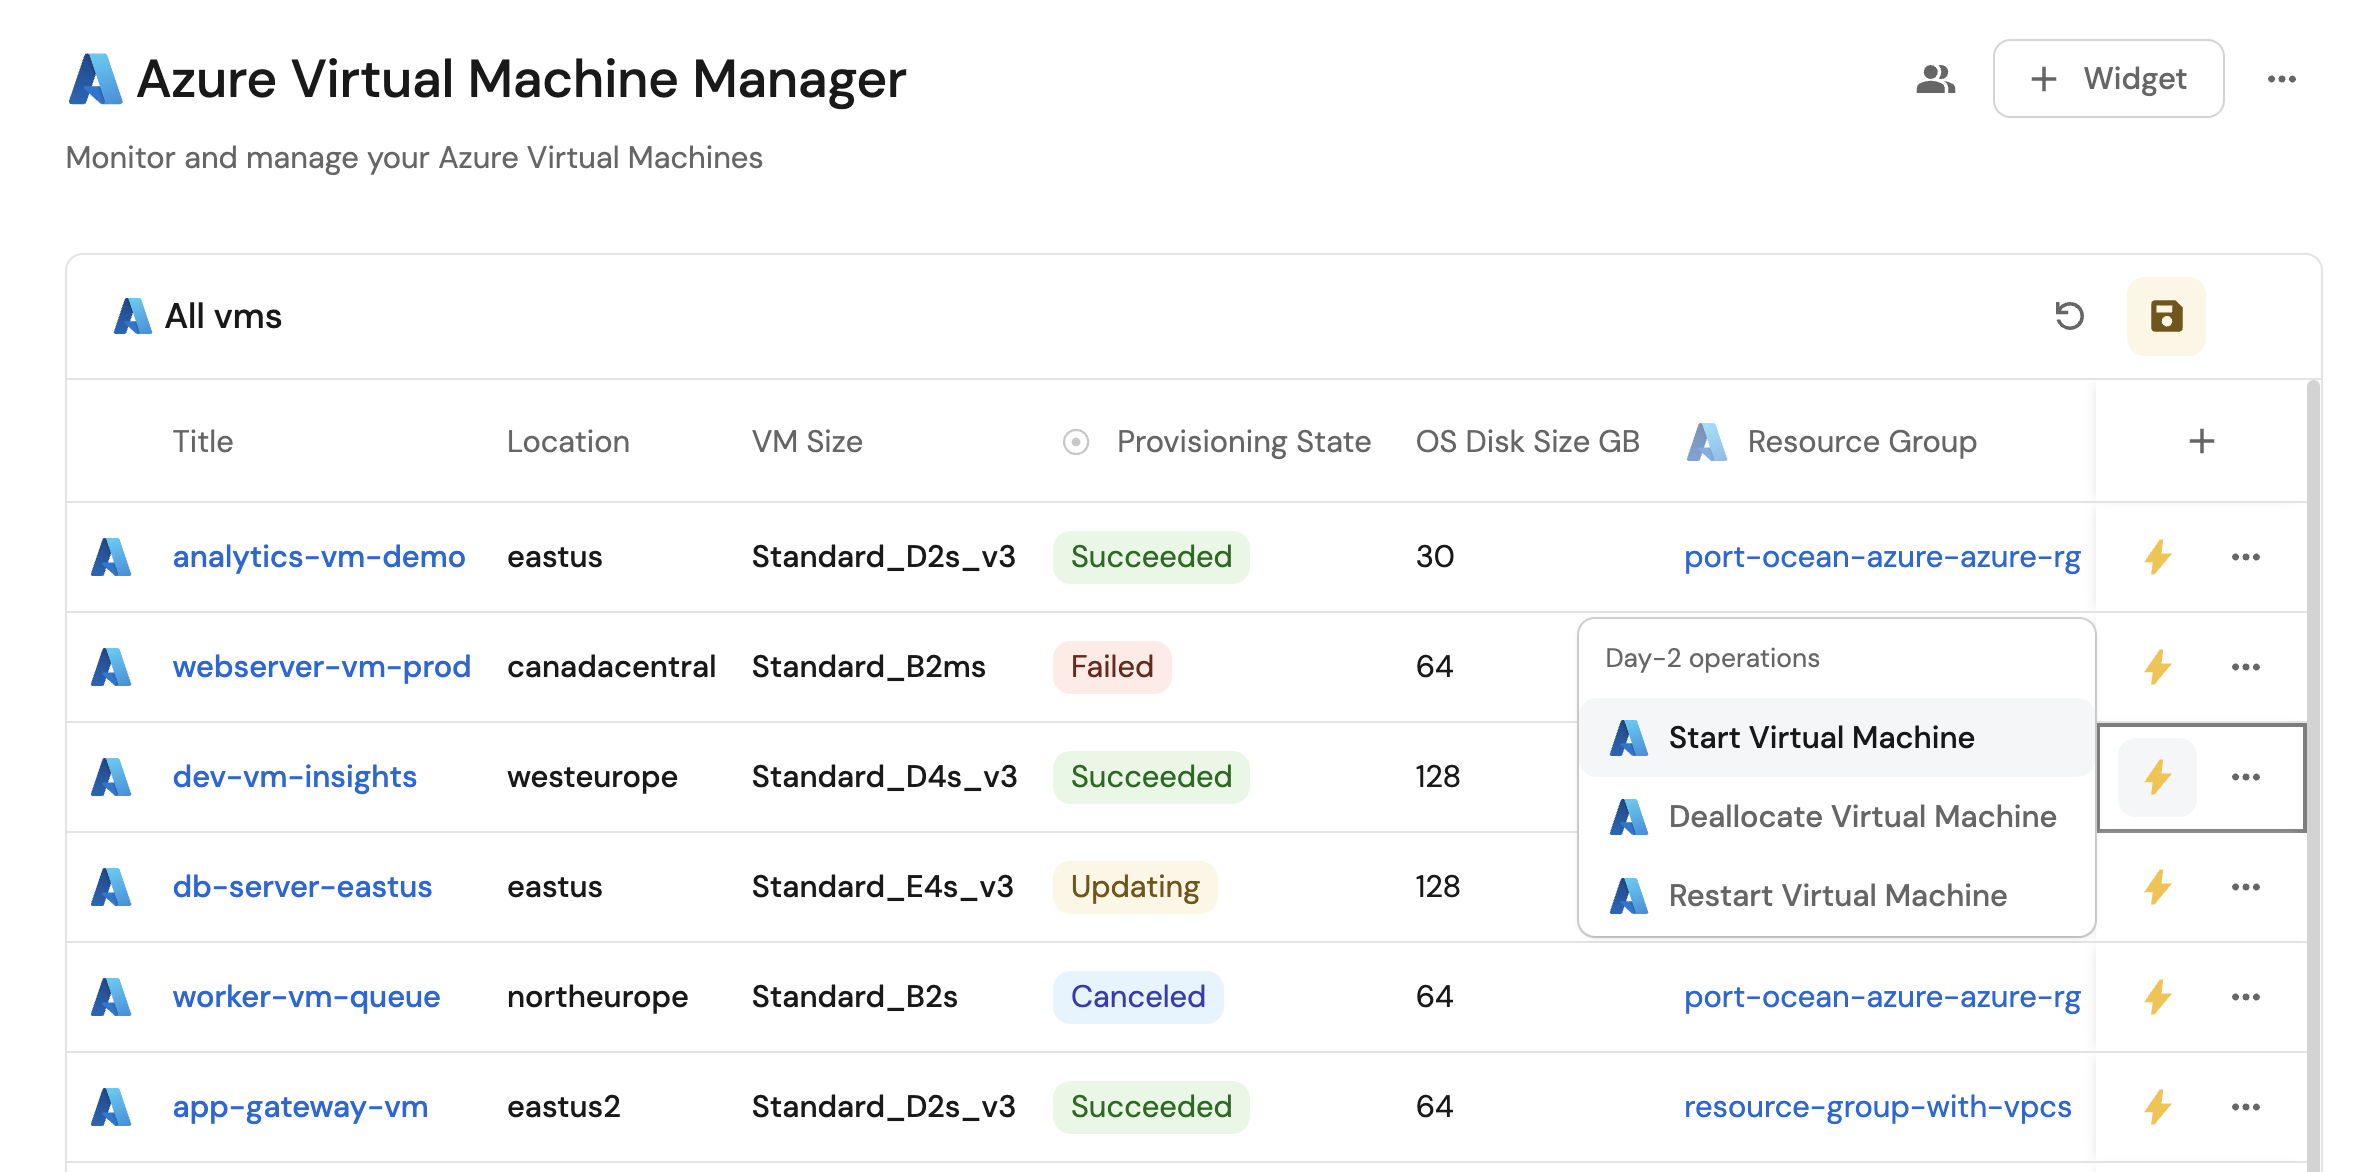 Azure Virtual Machine Manager
Widget
Monitor and manage your Azure Virtual Machines
All vms
Title Location VM Size Provisioning State OS Disk Size GB Resource Group
analytics-vm-demo eastus Standard_D2s_v3 Succeeded 30 port-ocean-azure-azure-rg
webserver-vm-prod canadacentral Standard_B2ms Failed 64
dev-vm-insights westeurope Standard_D4s_v3 Succeeded 128
db-server-eastus eastus Standard_E4s_v3 Updating 128
Day-2 operations
Start Virtual Machine
Deallocate Virtual Machine
Restart Virtual Machine
worker-vm-queue northeurope Standard_B2s Canceled 64 port-ocean-azure-azure-rg
app-gateway-vm eastus2 Standard_D2s_v3 Succeeded 64 resource-group-with-vpcs